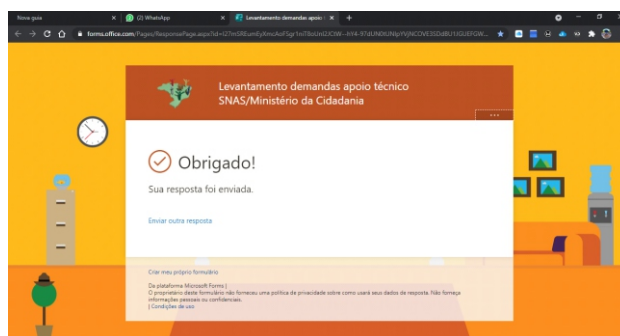 Nova guia
(2) WhatsApp
Levantamento demandas apoio
forms.office.com/Pages/ResponsePage.aspx?id=
Levantamento demandas apoio técnico
SNAS/Ministério da Cidadania
...
Obrigado!
Sua resposta foi enviada.
Enviar outra resposta
Criar meu próprio formulário
Da plataforma Microsoft Forms |
O proprietário deste formulário não forneceu uma política de privacidade sobre como usará seus dados de resposta. Não forneça
informações pessoais ou confidenciais.
| Condições de uso